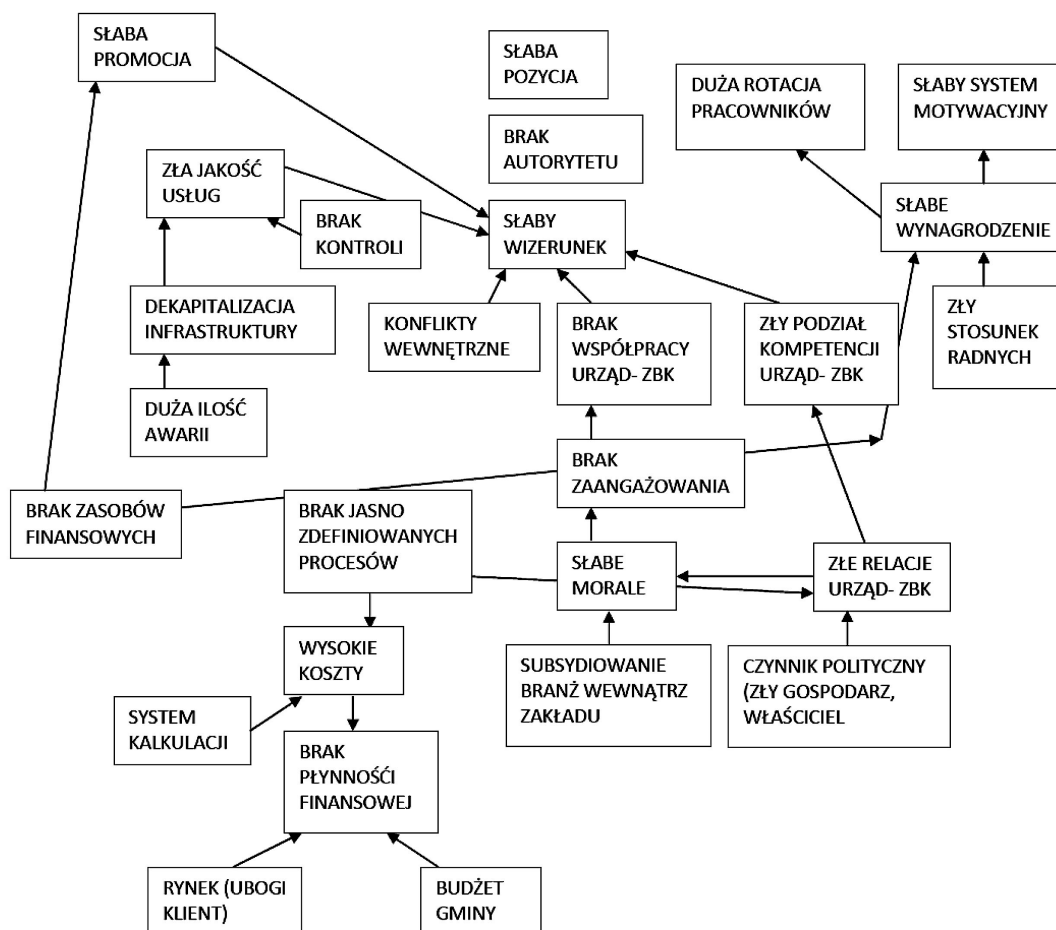 SŁABA
PROMOCJA
SŁABA
POZYCJA
DUŻA ROTACJA
PRACOWNIKÓW
SŁABY SYSTEM
MOTYWACYJNY
BRAK
AUTORYTETU
ZŁA JAKOŚĆ
USŁUG
BRAK
KONTROLI
SŁABY
WIZERUNEK
SŁABE
WYNAGRODZENIE
DEKAPITALIZACJA
INFRASTRUKTURY
KONFLIKTY
WEWNĘTRZNE
BRAK
WSPÓŁPRACY
URZĄD- ZBK
ZŁY PODZIAŁ
KOMPETENCJI
URZĄD- ZBK
ZŁY
STOSUNEK
RADNYCH
DUŻA ILOŚĆ
AWARII
BRAK
ZAANGAŻOWANIA
BRAK ZASOBÓW
FINANSOWYCH
BRAK JASNO
ZDEFINIOWANYCH
PROCESÓW
SŁABE
MORALE
ZŁE RELACJE
URZĄD- ZBK
WYSOKIE
KOSZTY
SUBSYDIOWANIE
BRANŻ WEWNĄTRZ
ZAKŁADU
CZYNNIK POLITYCZNY
(ZŁY GOSPODARZ,
WŁAŚCICIEL
SYSTEM
KALKULACJI
BRAK
PŁYNNOŚĆI
FINANSOWEJ
RYNEK (UBOGI
KLIENT)
BUDŻET
GMINY